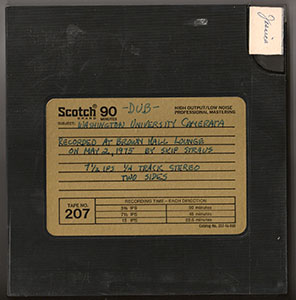 Janice
Scotch 90 -DUB- HIGH OUTPUT/LOW NOISE
BRAND MINUTES PROFESSIONAL MASTERING
SUBJECT: WASHINGTON UNIVERSITY CAMERATA
RECORDED AT BROWN HALL LOUNGE
ON MAY 2, 1975 BY SKIP STRAUS
7 1/2 IPS 1/4 TRACK STEREO
TWO SIDES
TAPE NO. RECORDING TIME - EACH DIRECTION
207 3¾ IPS 90 minutes
7½ IPS 45 minutes
15 IPS 22.5 minutes